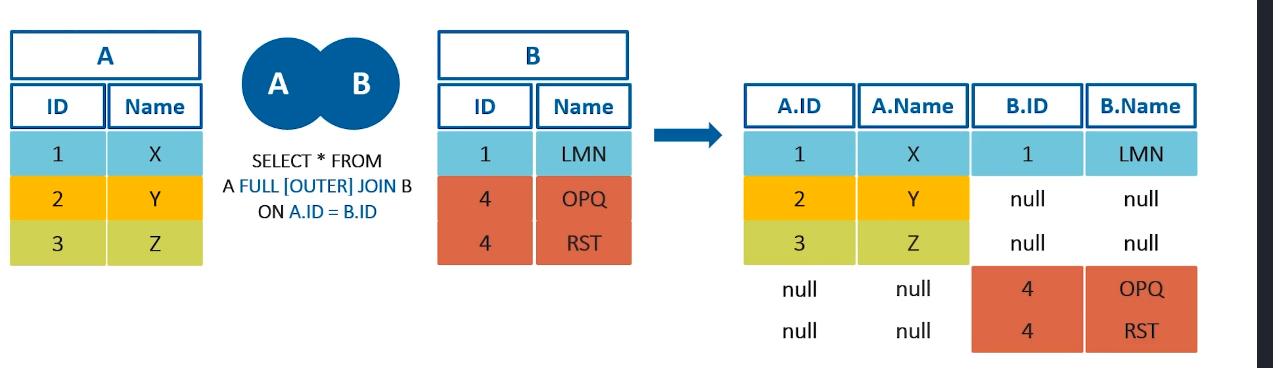 A
ID Name
1 X
2 Y
3 Z
A B
SELECT * FROM
A FULL [OUTER] JOIN B
ON A.ID = B.ID
B
ID Name
1 LMN
4 OPQ
4 RST
A.ID A.Name B.ID B.Name
1 X 1 LMN
2 Y null null
3 Z null null
null null 4 OPQ
null null 4 RST